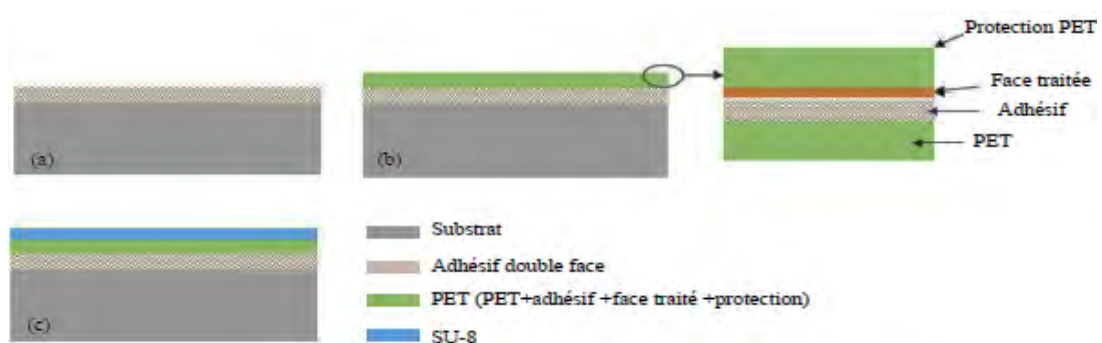 Protection PET
Face traitée
Adhésif
PET
(a)
(b)
Substrat
Adhésif double face
PET (PET+adhésif +face traité +protection)
SU-8
(c)